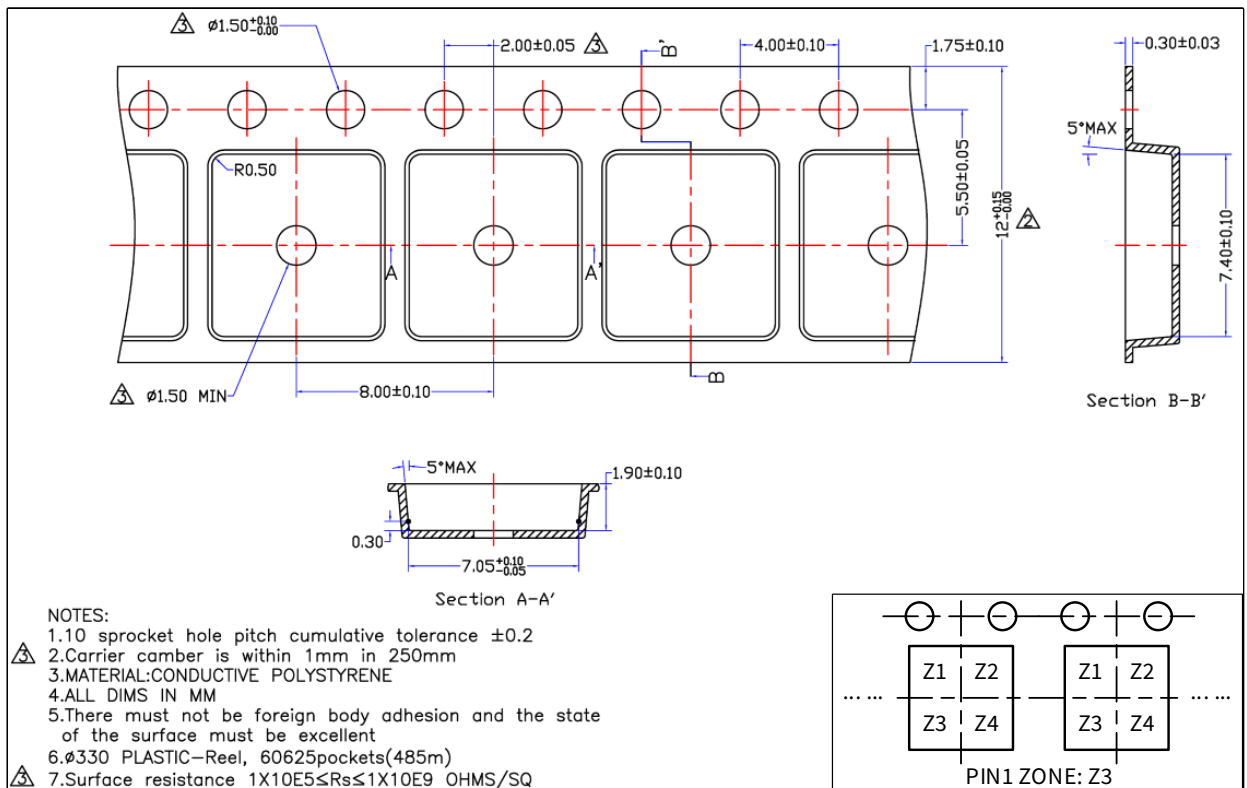 3 ø1.50+0.10-0.00
2.00±0.05 3
B'
4.00±0.10
1.75±0.10
0.30±0.03
5°MAX
R0.50
5.50±0.05
12+0.15-0.00 2
7.40±0.10
A
A'
3 ø1.50 MIN
8.00±0.10
B
Section B-B'
5°MAX
1.90±0.10
0.30
7.05+0.10-0.05
Section A-A'
NOTES:
1.10 sprocket hole pitch cumulative tolerance ±0.2
3 2.Carrier camber is within 1mm in 250mm
3.MATERIAL:CONDUCTIVE POLYSTYRENE
4.ALL DIMS IN MM
5.There must not be foreign body adhesion and the state
of the surface must be excellent
6.ø330 PLASTIC-Reel, 60625pockets(485m)
3 7.Surface resistance 1X10E5≤Rs≤1X10E9 OHMS/SQ
Z1 Z2 Z1 Z2
... ... ... ...
Z3 Z4 Z3 Z4
PIN1 ZONE: Z3